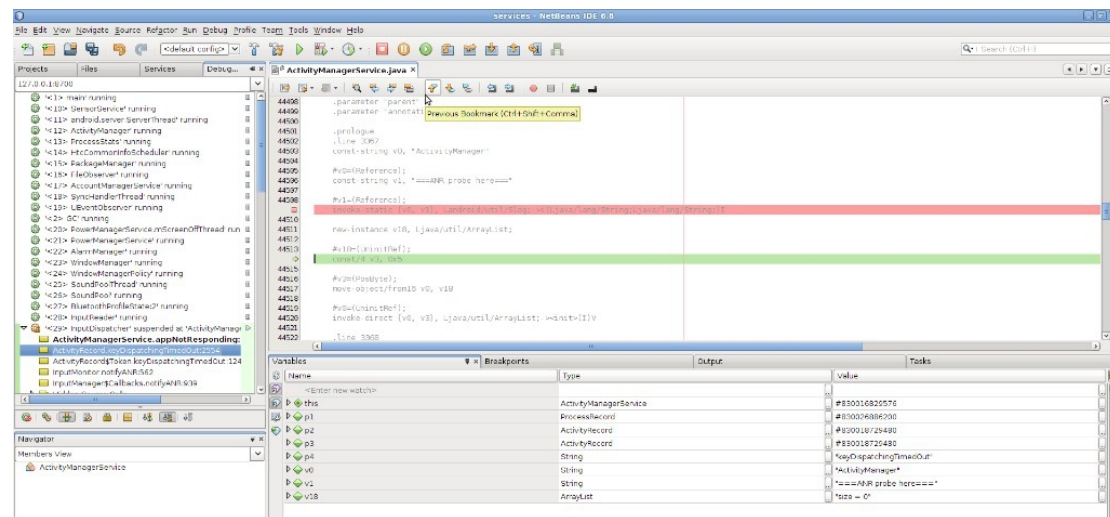 services - NetBeans IDE 6.8
File Edit View Navigate Source Refactor Run Debug Profile Team Tools Window Help
<default config>
Search (Ctrl+I)
Projects Files Services Debug...
ActivityManagerService.java
127.0.0.1:8700
'<1> main' running
'<10> SensorService' running
'<11> android.server.ServerThread' running
'<12> ActivityManager' running
'<13> ProcessStats' running
'<14> HtcCommonInfoScheduler' running
'<15> PackageManager' running
'<16> FileObserver' running
'<17> AccountManagerService' running
'<18> SyncHandlerThread' running
'<19> UEventObserver' running
'<2> GC' running
'<20> PowerManagerService.mScreenOffThread' run
'<21> PowerManagerService' running
'<22> AlarmManager' running
'<23> WindowManager' running
'<24> WindowManagerPolicy' running
'<25> SoundPoolThread' running
'<26> SoundPool' running
'<27> BluetoothProfileState:2' running
'<28> InputReader' running
'<29> InputDispatcher' suspended at 'ActivityManage
ActivityManagerService.appNotResponding:
ActivityRecord.keyDispatchingTimedOut:2554
ActivityRecord$Token.keyDispatchingTimedOut:124
InputMonitor.notifyANR:562
InputManager$Callbacks.notifyANR:939
44498 .parameter "parent"
44499 .parameter "annotati
Previous Bookmark (Ctrl+Shift+Comma)
44500
44501 .prologue
44502 .line 3367
44503 const-string v0, "ActivityManager"
44504
44505 #v0=(Reference);
44506 const-string v1, "===ANR probe here==="
44507
44508 #v1=(Reference);
invoke-static {v0, v1}, Landroid/util/Slog;->e(Ljava/lang/String;Ljava/lang/String;)I
44510
44511 new-instance v18, Ljava/util/ArrayList;
44512
44513 #v18=(UninitRef);
const/4 v3, 0x5
44515
44516 #v3=(PosByte);
44517 move-object/from16 v0, v18
44518
44519 #v0=(UninitRef);
44520 invoke-direct {v0, v3}, Ljava/util/ArrayList;-><init>(I)V
44521
44522 .line 3368
Navigator
Members View
ActivityManagerService
Variables Breakpoints Output Tasks
Name Type Value
<Enter new watch>
this ActivityManagerService #830016829576
p1 ProcessRecord #830026886200
p2 ActivityRecord #830018729480
p3 ActivityRecord #830018729480
p4 String "keyDispatchingTimedOut"
v0 String "ActivityManager"
v1 String "===ANR probe here==="
v18 ArrayList "size = 0"